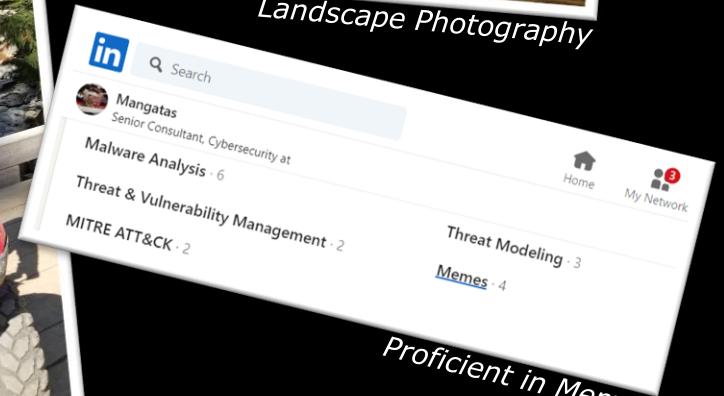 Landscape Photography
in
Search
Mangatas
Senior Consultant, Cybersecurity at
Home
3
My Network
Malware Analysis · 6
Threat & Vulnerability Management · 2
MITRE ATT&CK · 2
Threat Modeling · 3
Memes · 4
Proficient in